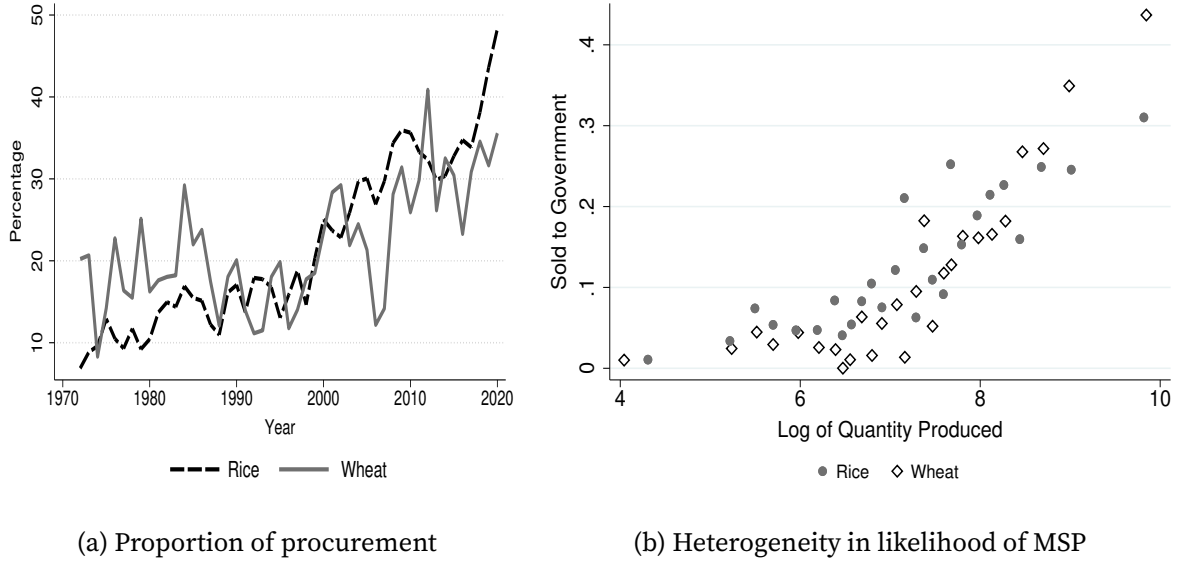 50
40
30
20
10
Percentage
1970 1980 1990 2000 2010 2020
Year
Rice Wheat
(a) Proportion of procurement
.4
.3
.2
.1
0
Sold to Government
4 6 8 10
Log of Quantity Produced
Rice Wheat
(b) Heterogeneity in likelihood of MSP